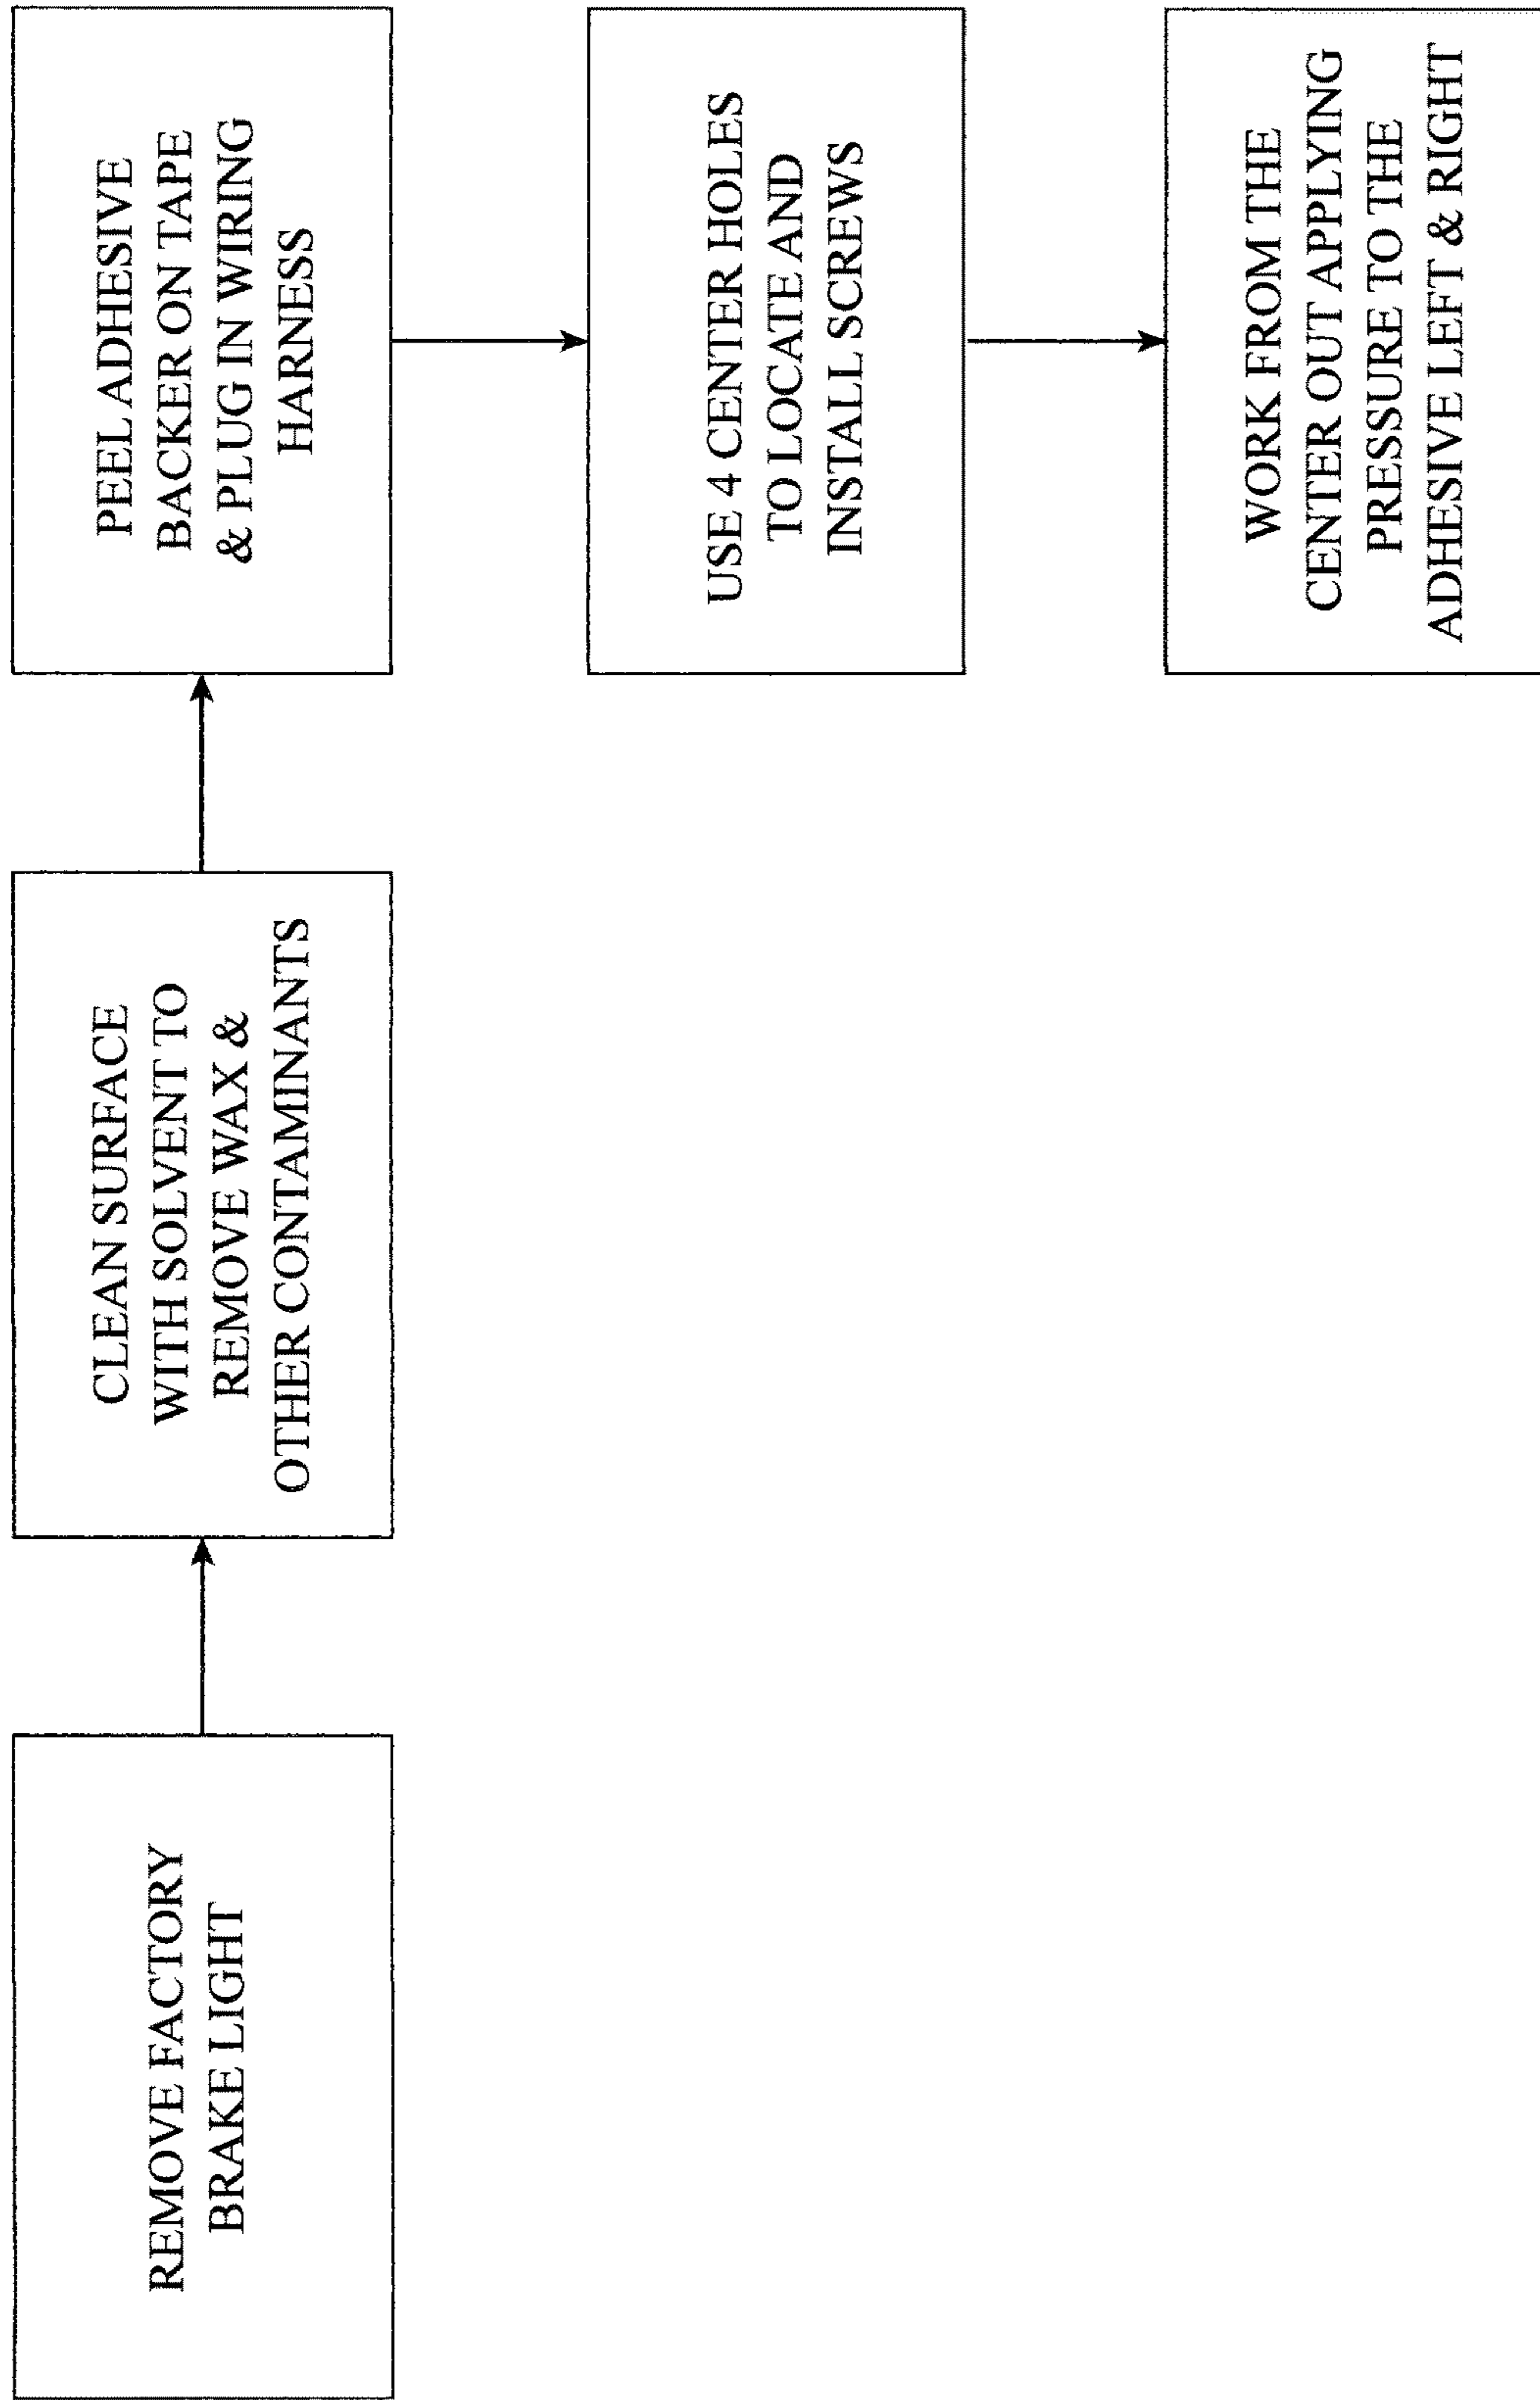 REMOVE FACTORY
BRAKE LIGHT
CLEAN SURFACE
WITH SOLVENT TO
REMOVE WAX &
OTHER CONTAMINANTS
PEEL ADHESIVE
BACKER ON TAPE
& PLUG IN WIRING
HARNESS
USE 4 CENTER HOLES
TO LOCATE AND
INSTALL SCREWS
WORK FROM THE
CENTER OUT APPLYING
PRESSURE TO THE
ADHESIVE LEFT & RIGHT